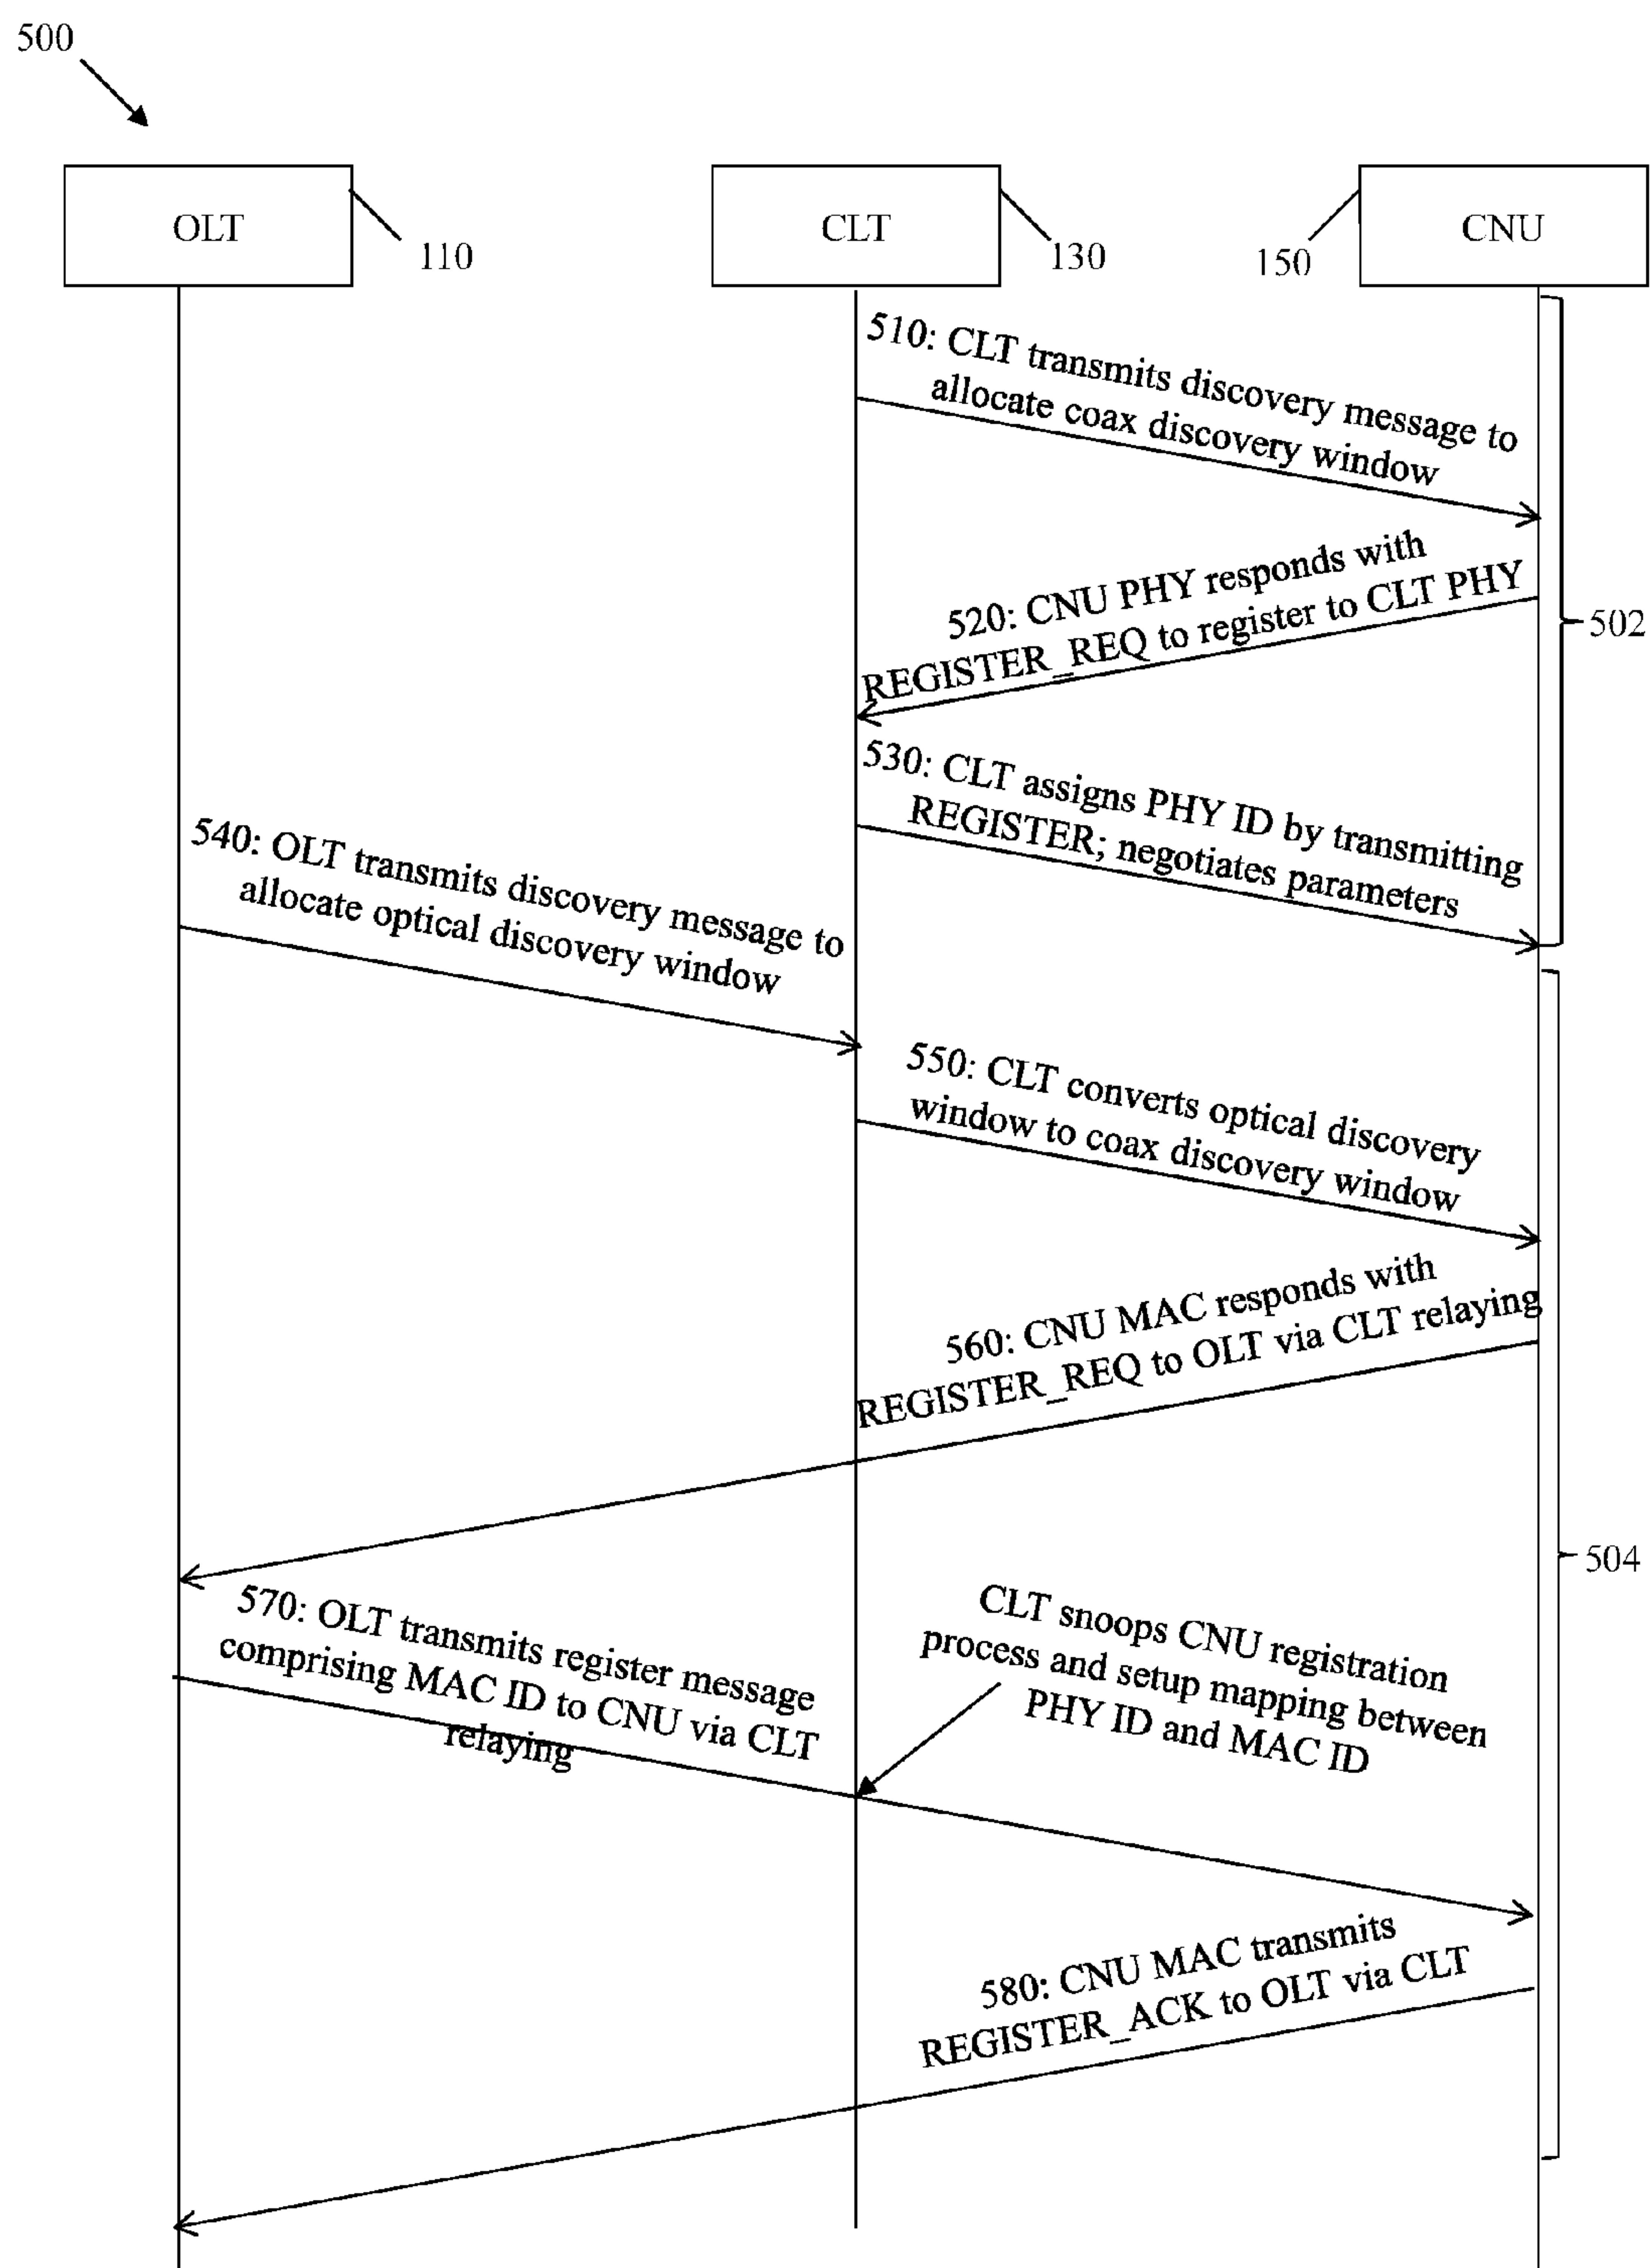 500
OLT
CLT
CNU
110
130
150
510: CLT transmits discovery message to
allocate coax discovery window
520: CNU PHY responds with
REGISTER_REQ to register to CLT PHY
502
530: CLT assigns PHY ID by transmitting
REGISTER; negotiates parameters
540: OLT transmits discovery message to
allocate optical discovery window
550: CLT converts optical discovery
window to coax discovery window
560: CNU MAC responds with
REGISTER_REQ to OLT via CLT relaying
504
570: OLT transmits register message
comprising MAC ID to CNU via CLT
relaying
CLT snoops CNU registration
process and setup mapping between
PHY ID and MAC ID
580: CNU MAC transmits
REGISTER_ACK to OLT via CLT